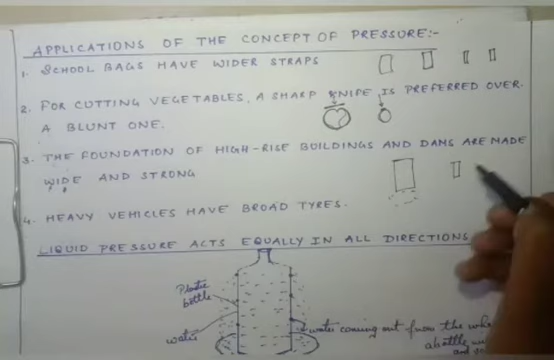 APPLICATIONS OF THE CONCEPT OF PRESSURE:-
1. SCHOOL BAGS HAVE WIDER STRAPS
2. FOR CUTTING VEGETABLES, A SHARP KNIFE IS PREFERRED OVER
A BLUNT ONE.
3. THE FOUNDATION OF HIGH-RISE BUILDINGS AND DAMS ARE MADE
WIDE AND STRONG
4. HEAVY VEHICLES HAVE BROAD TYRES.
LIQUID PRESSURE ACTS EQUALLY IN ALL DIRECTIONS
Plastic
bottle
water
water coming out from the